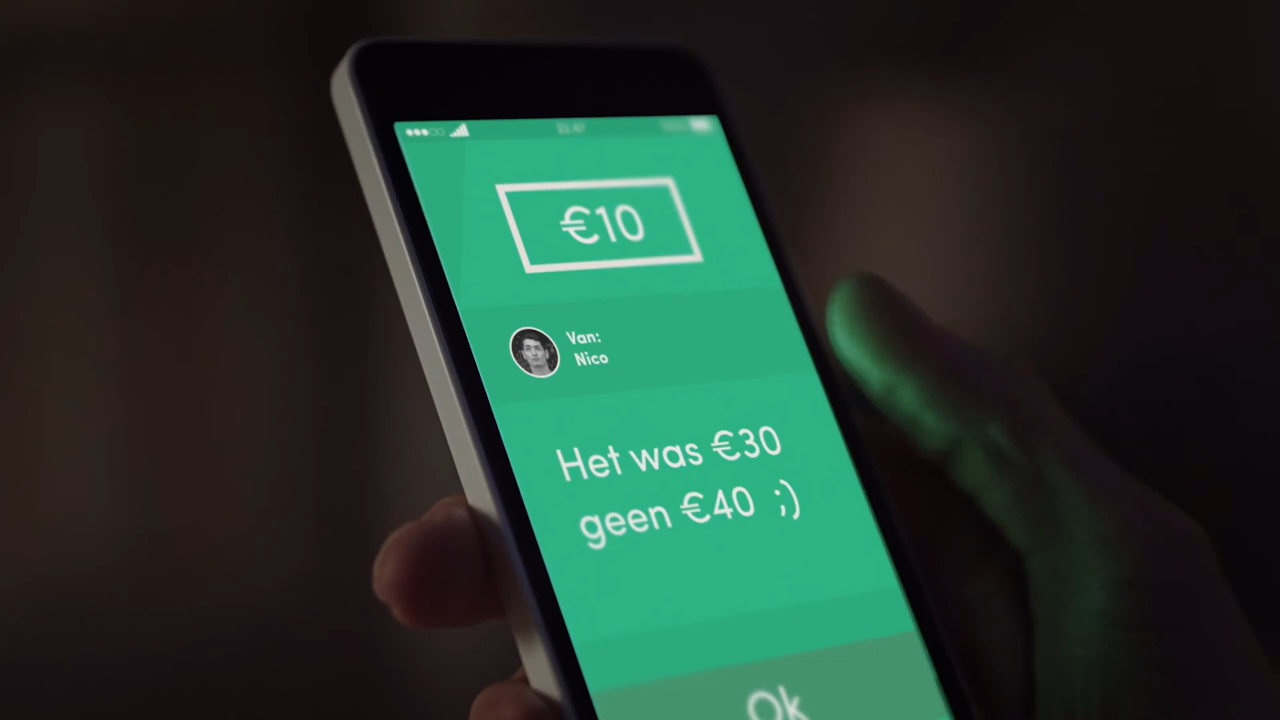 €10
Van:
Nico
Het was €30
geen €40 ;)
Ok